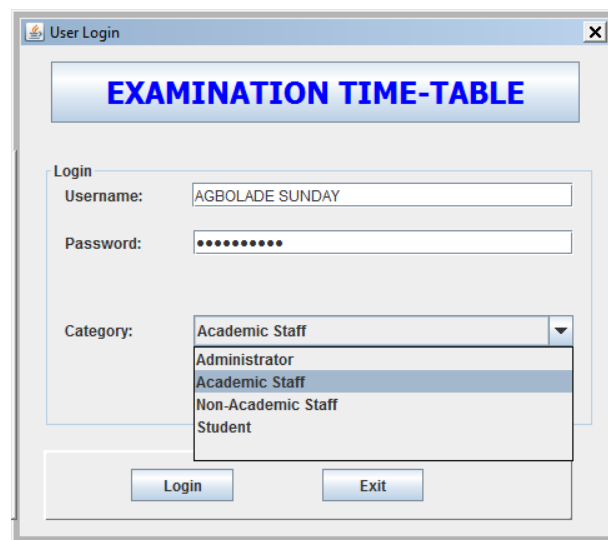 User Login
EXAMINATION TIME-TABLE
Login
Username: AGBOLADE SUNDAY
Password: ●●●●●●●●●●
Category: Academic Staff
Administrator
Academic Staff
Non-Academic Staff
Student
Login Exit